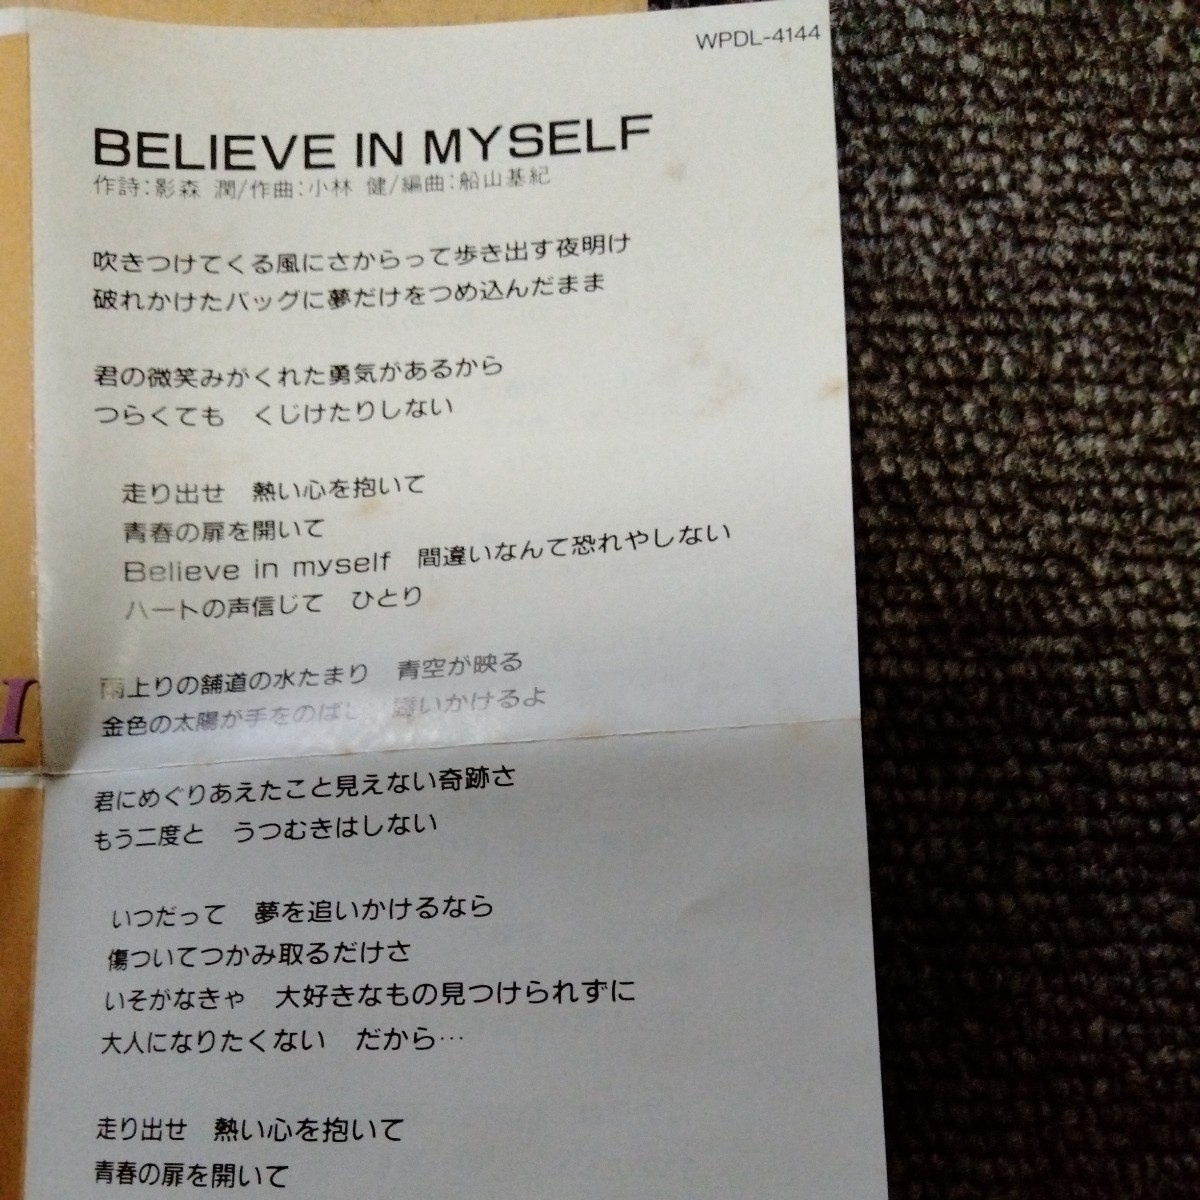 WPDL-4144
BELIEVE IN MYSELF
作詩:影森 潤/作曲:小林 健/編曲:船山基紀
吹きつけてくる風にさからって歩き出す夜明け
破れかけたバッグに夢だけをつめ込んだまま
君の微笑みがくれた勇気があるから
つらくても くじけたりしない
走り出せ 熱い心を抱いて
青春の扉を開いて
Believe in myself 間違いなんて恐れやしない
ハートの声信じて ひとり
雨上りの舗道の水たまり 青空が映る
金色の太陽が手をのばし いかけるよ
君にめぐりあえたこと見えない奇跡さ
もう二度と うつむきはしない
いつだって 夢を追いかけるなら
傷ついてつかみ取るだけさ
いそがなきゃ 大好きなもの見つけられずに
大人になりたくない だから…
走り出せ 熱い心を抱いて
青春の扉を開いて